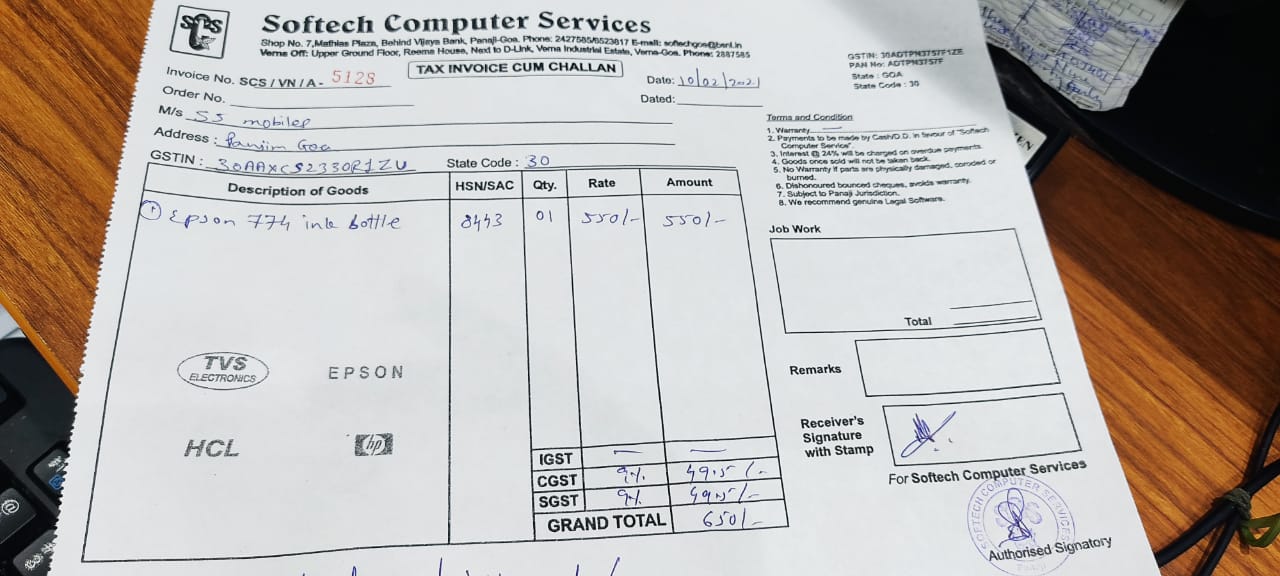 SCS
Softech Computer Services
Shop No. 7,Mathias Plaza, Behind Vijaya Bank, Panaji-Goa. Phone: 2427585/6523817 E-mail: softechgoa@bsnl.in
Verna Off: Upper Ground Floor, Reema House, Next to D-Link, Verna Industrial Estate, Verna-Goa. Phone: 2887585
GSTIN: 30ADTPN3757F1ZE
PAN No: ADTPN3757F
State : GOA
State Code : 30
TAX INVOICE CUM CHALLAN
Invoice No. SCS / VN / A - 5128
Date: 10/02/2021
Order No.
Dated:
M/s SS mobiles
Address : Panjim Goa
GSTIN : 30AAXCS2330R1ZU State Code : 30
Description of Goods HSN/SAC Qty. Rate Amount
1 Epson 774 ink bottle 8443 01 550/- 550/-
TVS
ELECTRONICS
EPSON
HCL
hp
IGST — —
CGST 9% 49.5/-
SGST 9% 49.5/-
GRAND TOTAL 650/-
Terms and Condition
1. Warranty
2. Payments to be made by Cash/D.D. in favour of "Softech
Computer Service".
3. Interest @ 24% will be charged on overdue payments.
4. Goods once sold will not be taken back.
5. No Warranty if parts are physically damaged, coroded or
burned.
6. Dishonoured bounced cheques, avoids warranty.
7. Subject to Panaji Jurisdiction.
8. We recommend genuine Legal Software.
Job Work
Total
Remarks
Receiver's
Signature
with Stamp
For Softech Computer Services
SOFTECH COMPUTER SERVICES
Panaji
Authorised Signatory